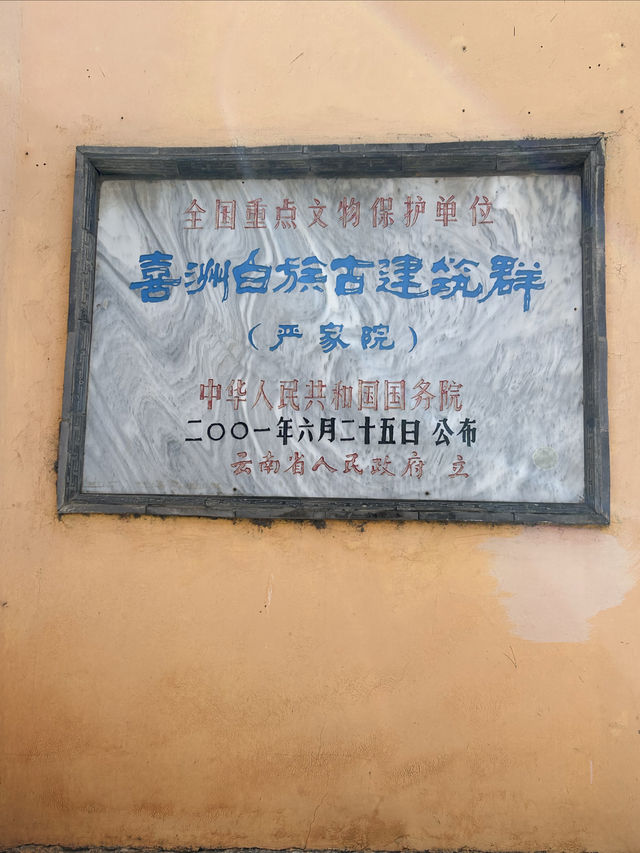 全国重点文物保护单位
喜洲白族古建筑群
（严家院）
中华人民共和国国务院
二〇〇一年六月二十五日 公布
云南省人民政府 立